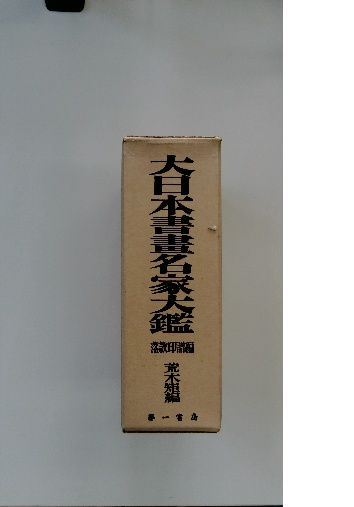 大日本書畫名家大鑑
落款印譜編
荒木矩編
第一書房